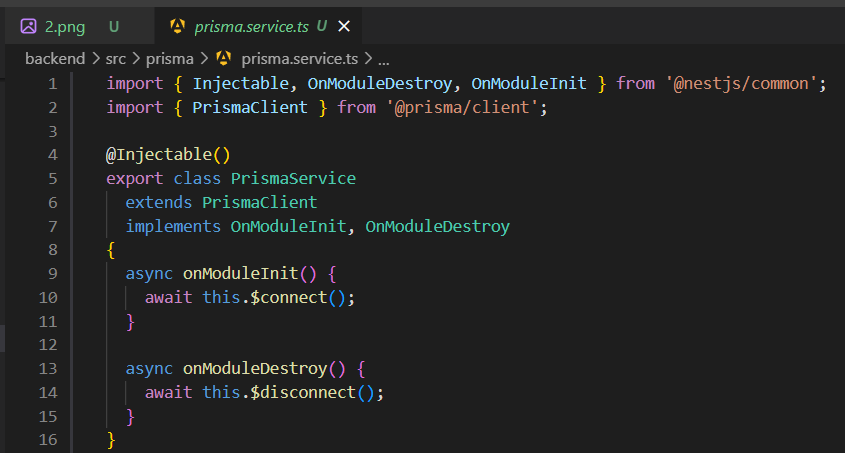 2.png U prisma.service.ts U ×
backend > src > prisma > prisma.service.ts > ...
1 import { Injectable, OnModuleDestroy, OnModuleInit } from '@nestjs/common';
2 import { PrismaClient } from '@prisma/client';
3
4 @Injectable()
5 export class PrismaService
6   extends PrismaClient
7   implements OnModuleInit, OnModuleDestroy
8 {
9   async onModuleInit() {
10     await this.$connect();
11   }
12
13   async onModuleDestroy() {
14     await this.$disconnect();
15   }
16 }